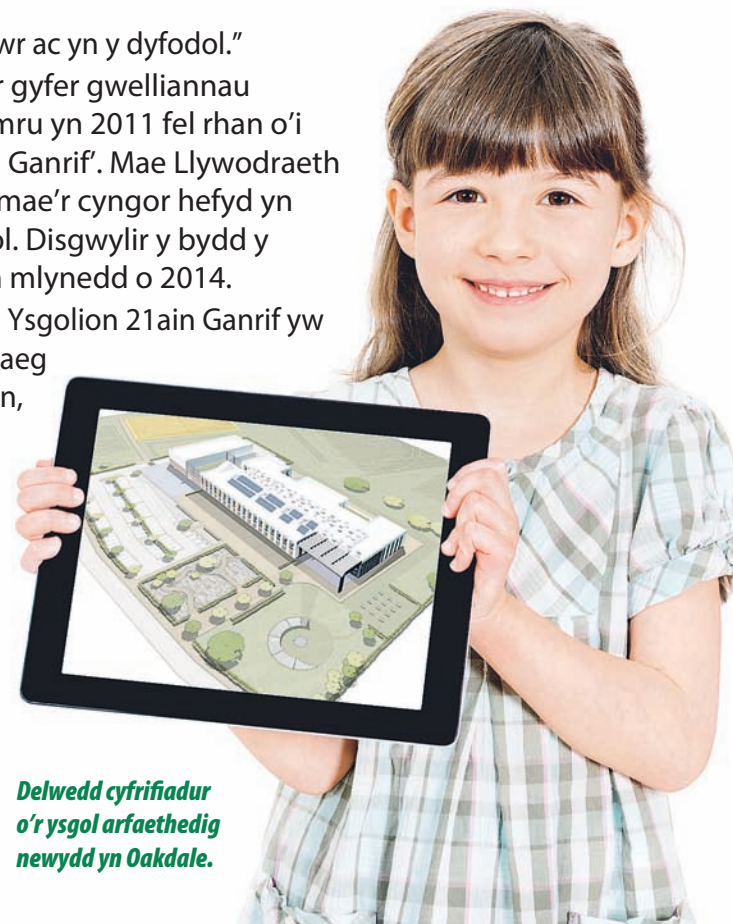 wr ac yn y dyfodol.”
r gyfer gwelliannau
mru yn 2011 fel rhan o'i
Ganrif'. Mae Llywodraeth
mae'r cyngor hefyd yn
ol. Disgwylir y bydd y
mlynedd o 2014.
Ysgolion 21ain Ganrif yw
aeg
n,
Delwedd cyfrifiadur
o'r ysgol arfaethedig
newydd yn Oakdale.